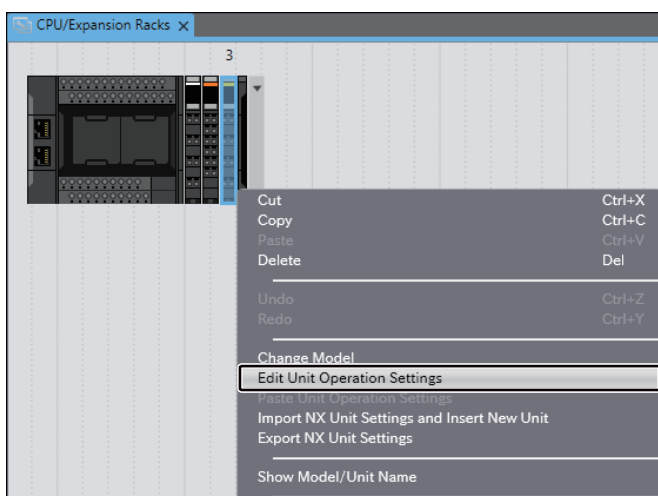 CPU/Expansion Racks
3
Cut Ctrl+X
Copy Ctrl+C
Paste Ctrl+V
Delete Del
Undo Ctrl+Z
Redo Ctrl+Y
Change Model
Edit Unit Operation Settings
Paste Unit Operation Settings
Import NX Unit Settings and Insert New Unit
Export NX Unit Settings
Show Model/Unit Name